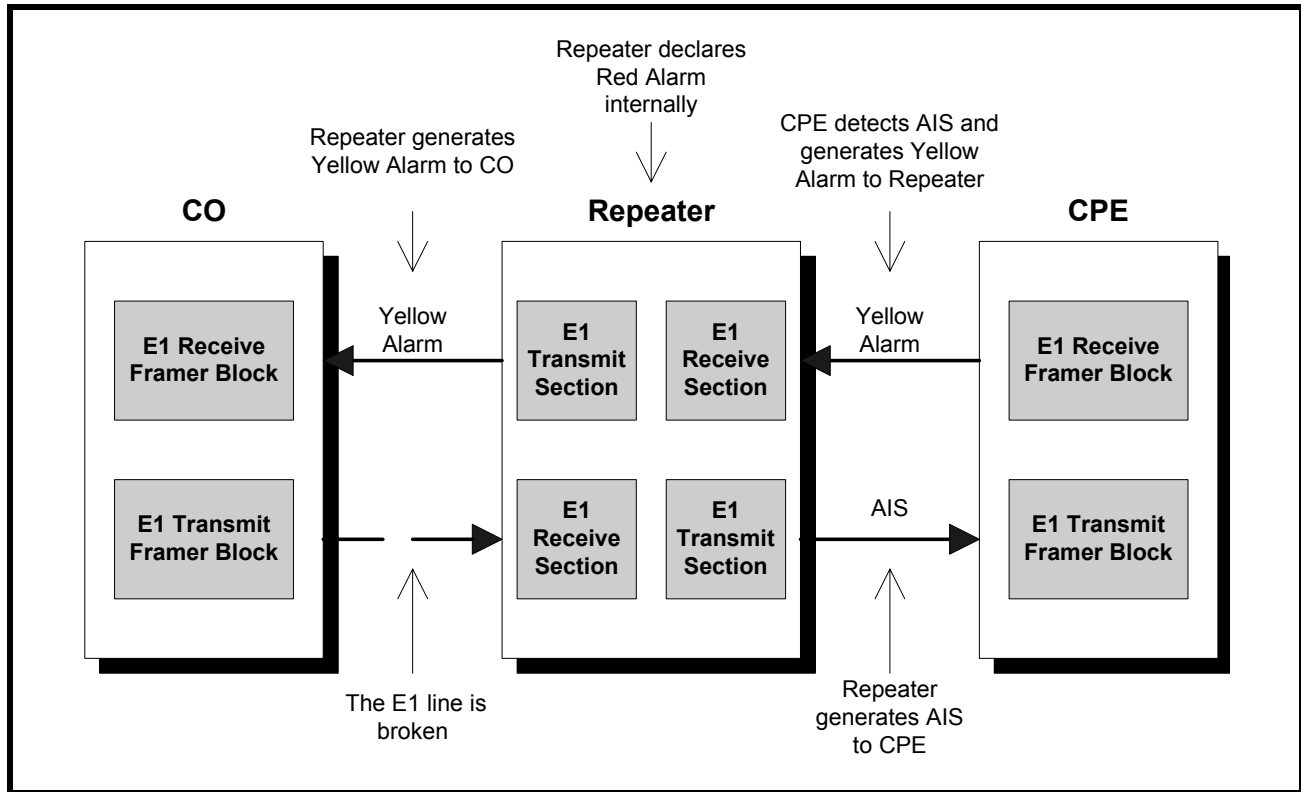 Repeater declares
Red Alarm
internally
Repeater generates
Yellow Alarm to CO
CPE detects AIS and
generates Yellow
Alarm to Repeater
CO
Repeater
CPE
E1 Receive
Framer Block
Yellow
Alarm
E1
Transmit
Section
E1
Receive
Section
Yellow
Alarm
E1 Receive
Framer Block
E1 Transmit
Framer Block
E1
Receive
Section
E1
Transmit
Section
AIS
E1 Transmit
Framer Block
The E1 line is
broken
Repeater
generates AIS
to CPE